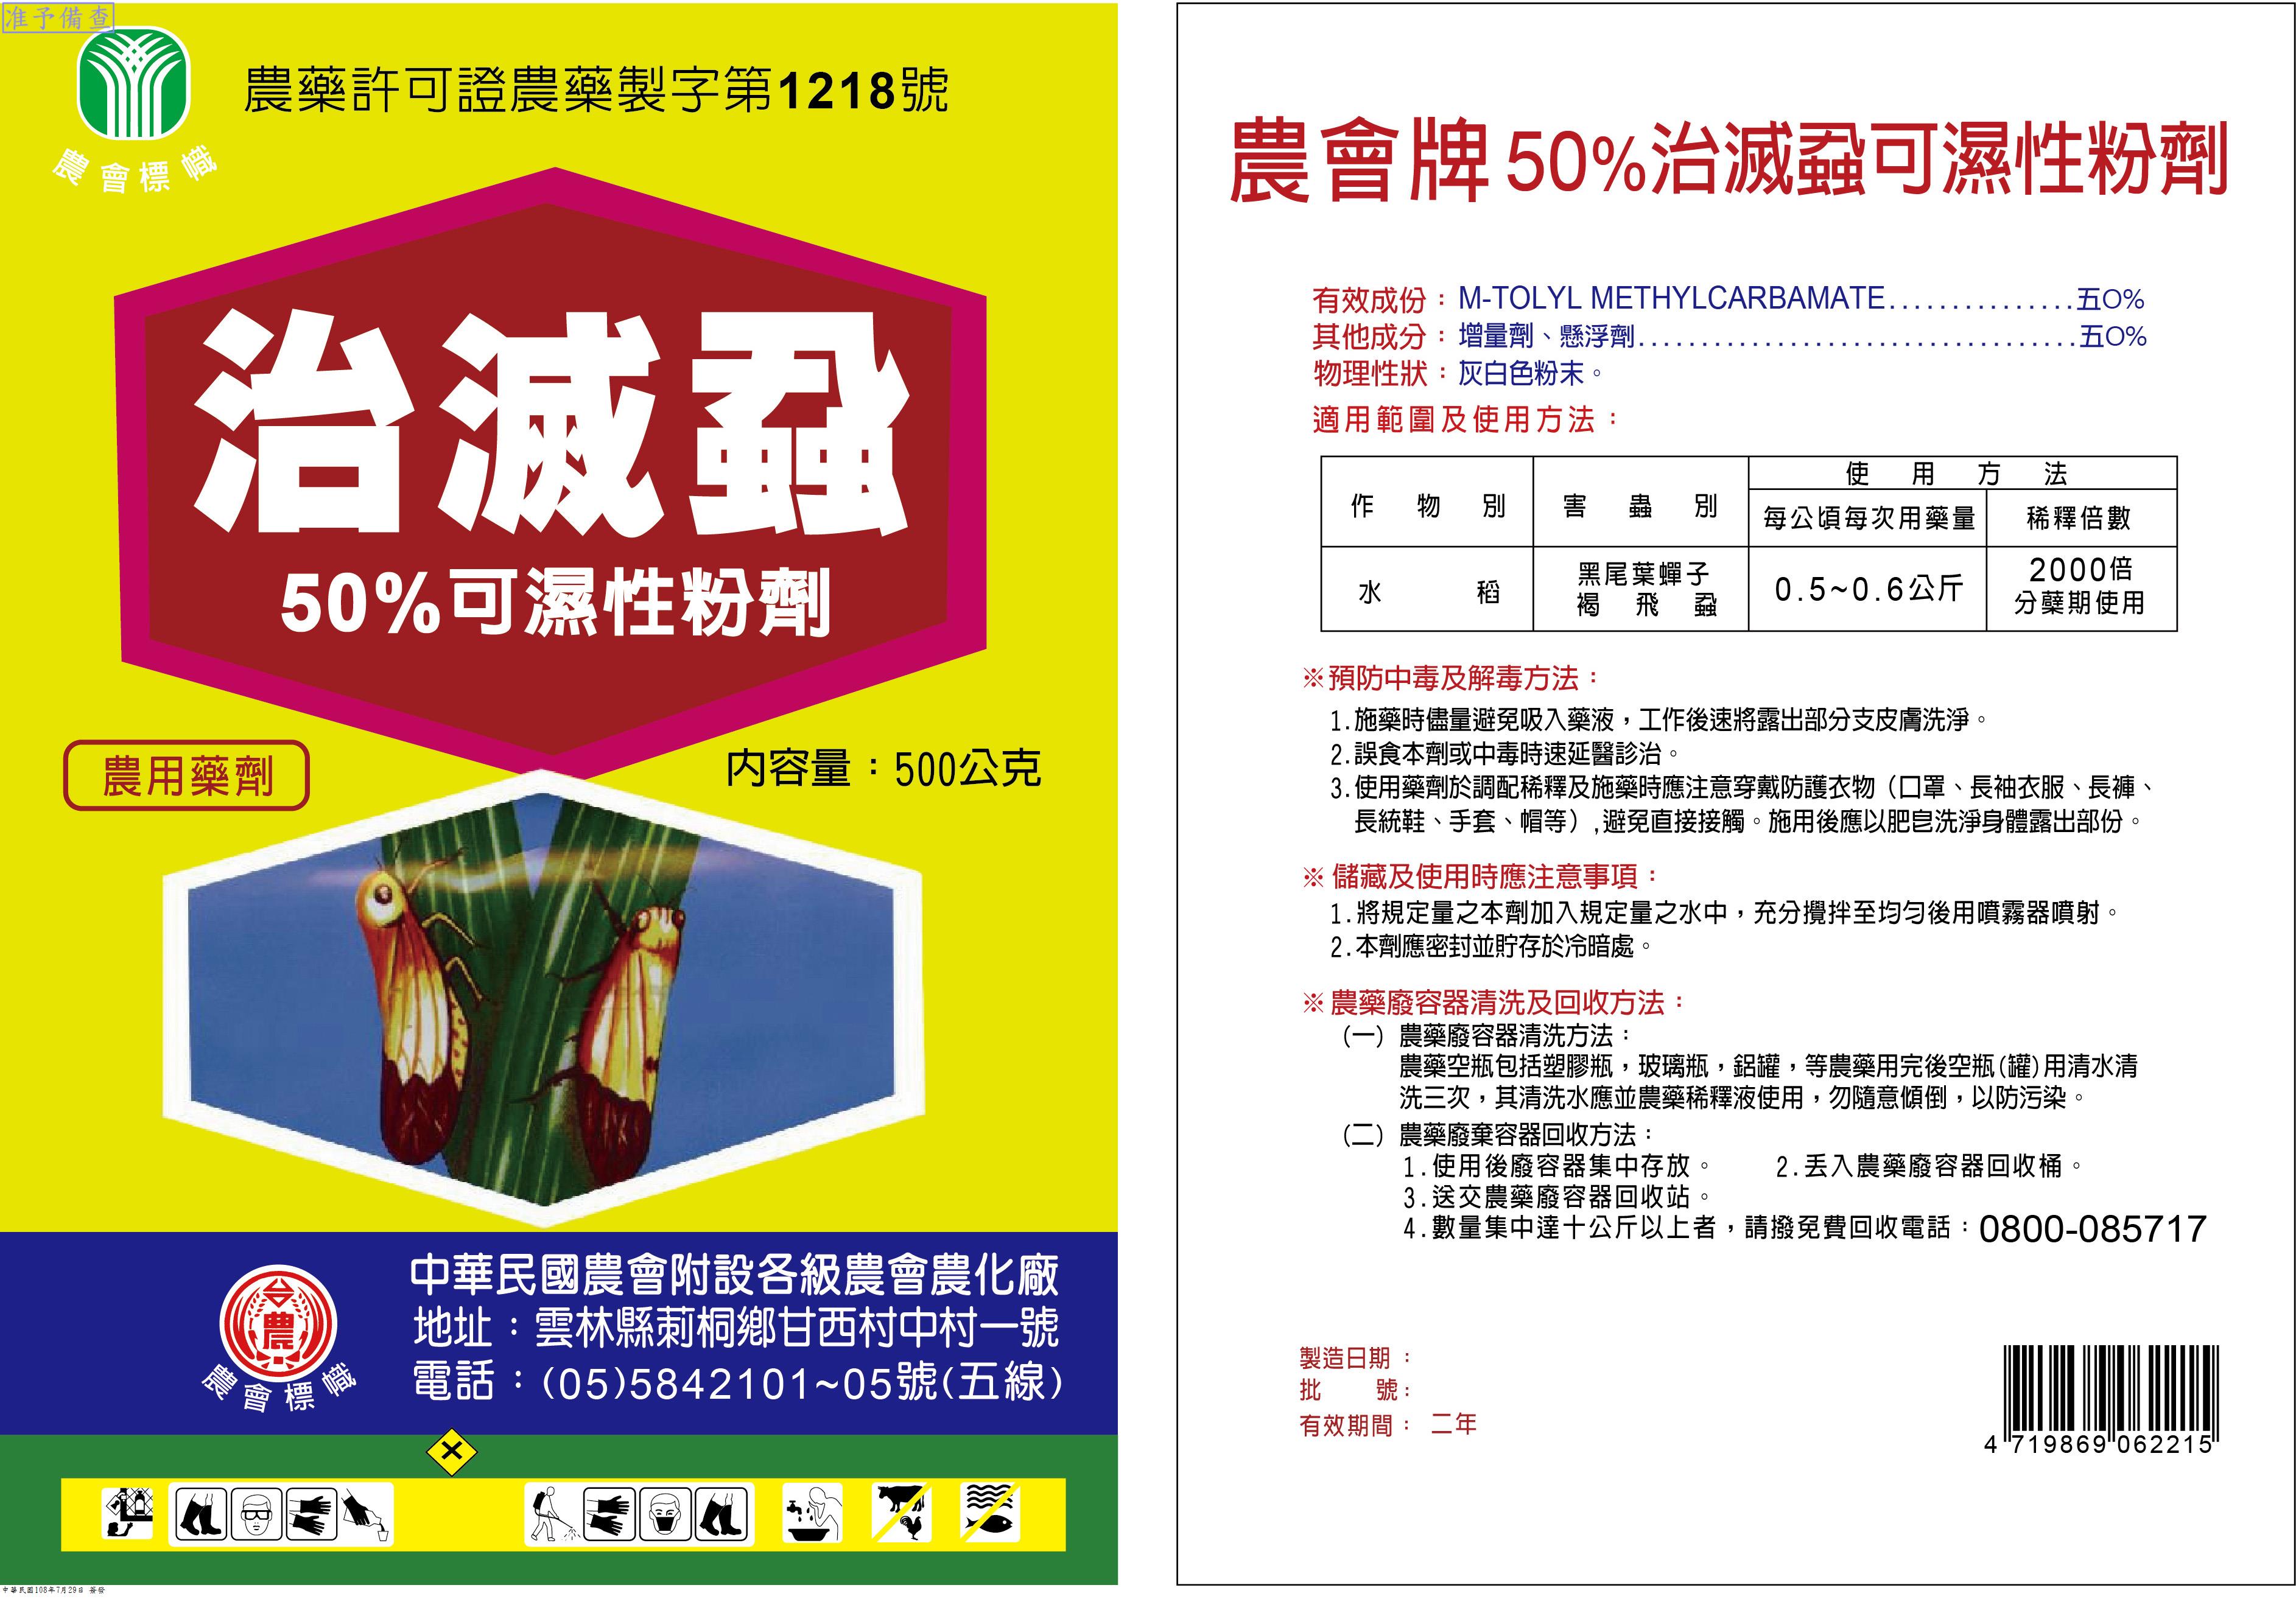 准予備查
農會標幟
農藥許可證農藥製字第1218號
治滅蝨
50%可濕性粉劑
農用藥劑
內容量：500公克
中華民國農會附設各級農會農化廠
地址：雲林縣莿桐鄉甘西村中村一號
電話：(05)5842101~05號(五線)
農會標幟
中華民國108年7月29日 簽發
農會牌50%治滅蝨可濕性粉劑
有效成份：M-TOLYL METHYLCARBAMATE...............五O%
其他成分：增量劑、懸浮劑...................................五O%
物理性狀：灰白色粉末。
適用範圍及使用方法：
作物別 害蟲別 使用方法
每公頃每次用藥量 稀釋倍數
水稻 黑尾葉蟬子 0.5~0.6公斤 2000倍
褐飛蝨 分蘗期使用
※預防中毒及解毒方法：
1.施藥時儘量避免吸入藥液，工作後速將露出部分支皮膚洗淨。
2.誤食本劑或中毒時速延醫診治。
3.使用藥劑於調配稀釋及施藥時應注意穿戴防護衣物（口罩、長袖衣服、長褲、
長統鞋、手套、帽等）,避免直接接觸。施用後應以肥皂洗淨身體露出部份。
※儲藏及使用時應注意事項：
1.將規定量之本劑加入規定量之水中，充分攪拌至均勻後用噴霧器噴射。
2.本劑應密封並貯存於冷暗處。
※農藥廢容器清洗及回收方法：
(一) 農藥廢容器清洗方法：
農藥空瓶包括塑膠瓶，玻璃瓶，鋁罐，等農藥用完後空瓶(罐)用清水清
洗三次，其清洗水應並農藥稀釋液使用，勿隨意傾倒，以防污染。
(二) 農藥廢棄容器回收方法：
1.使用後廢容器集中存放。 2.丟入農藥廢容器回收桶。
3.送交農藥廢容器回收站。
4.數量集中達十公斤以上者，請撥免費回收電話：0800-085717
製造日期：
批號：
有效期間： 二年
4 719869 062215